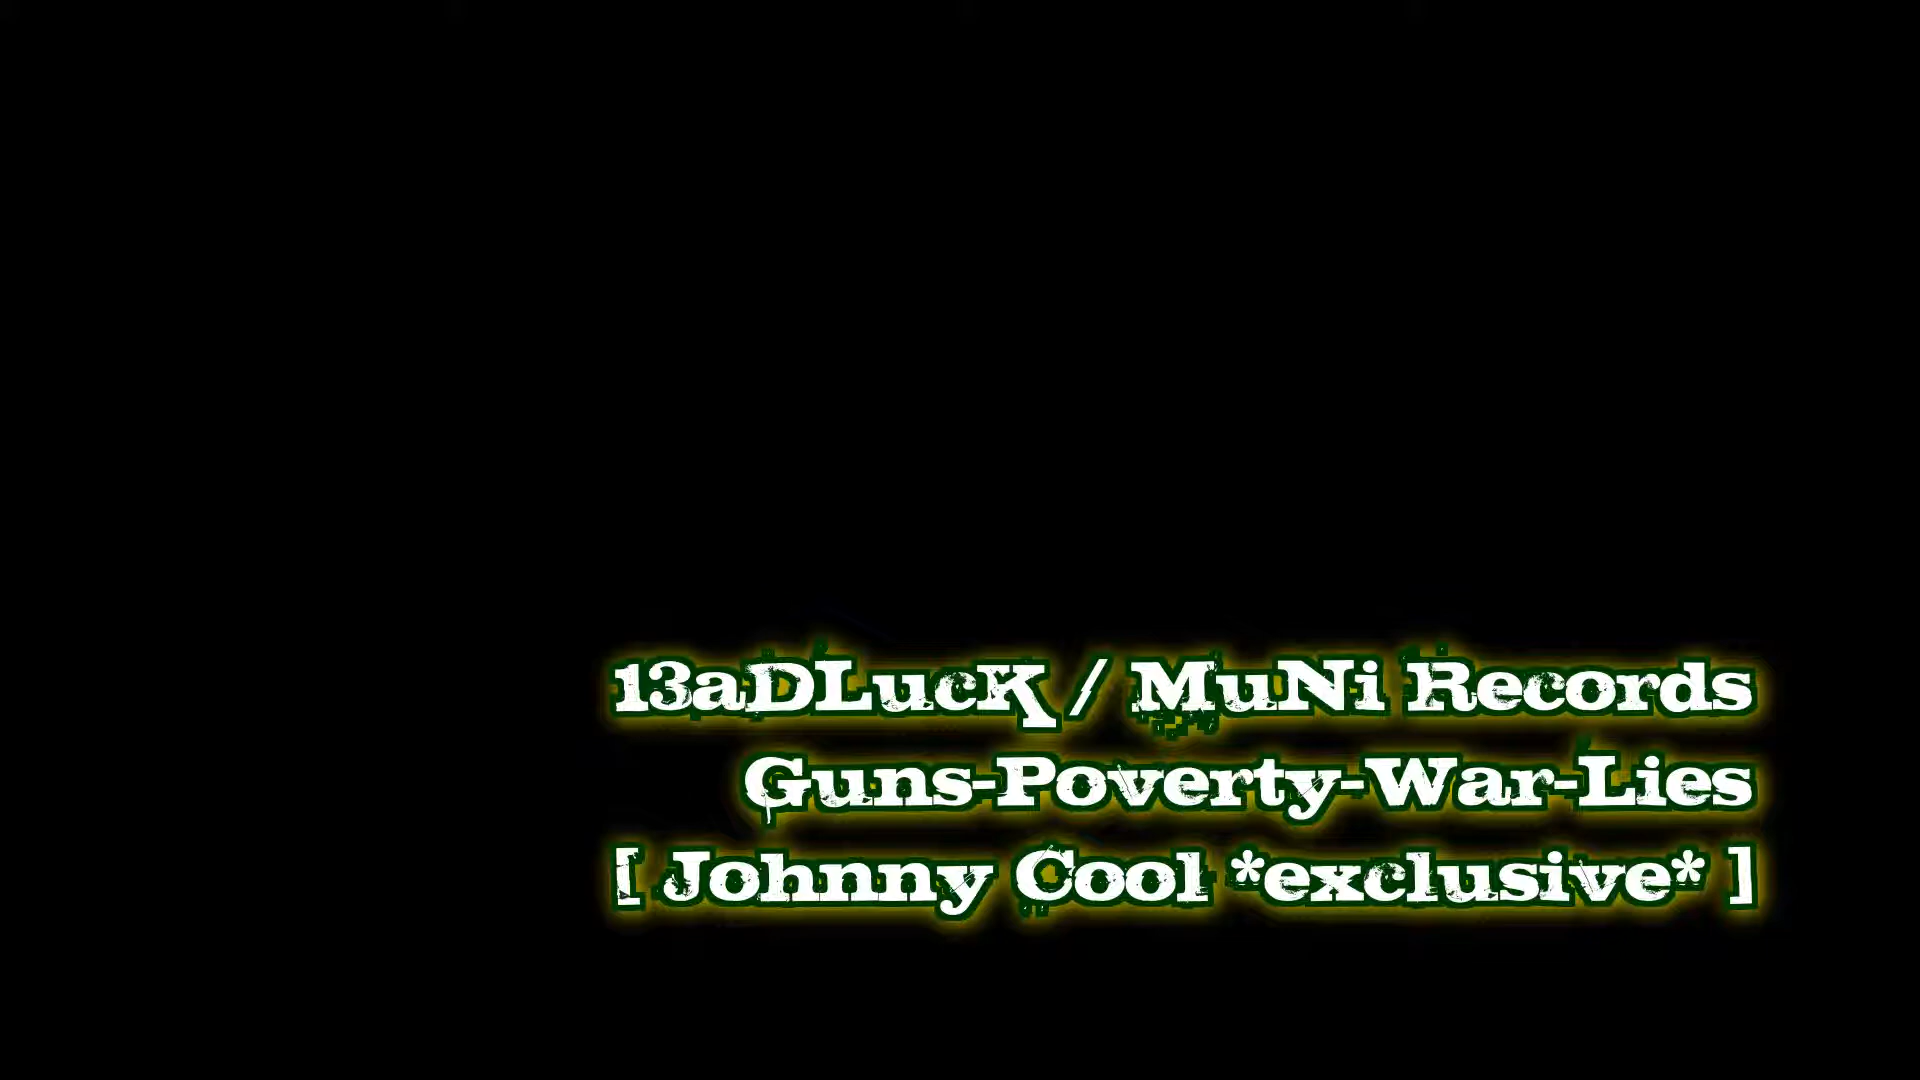 13aDLucK / MuNi Records
Guns-Poverty-War-Lies
[ Johnny Cool *exclusive* ]